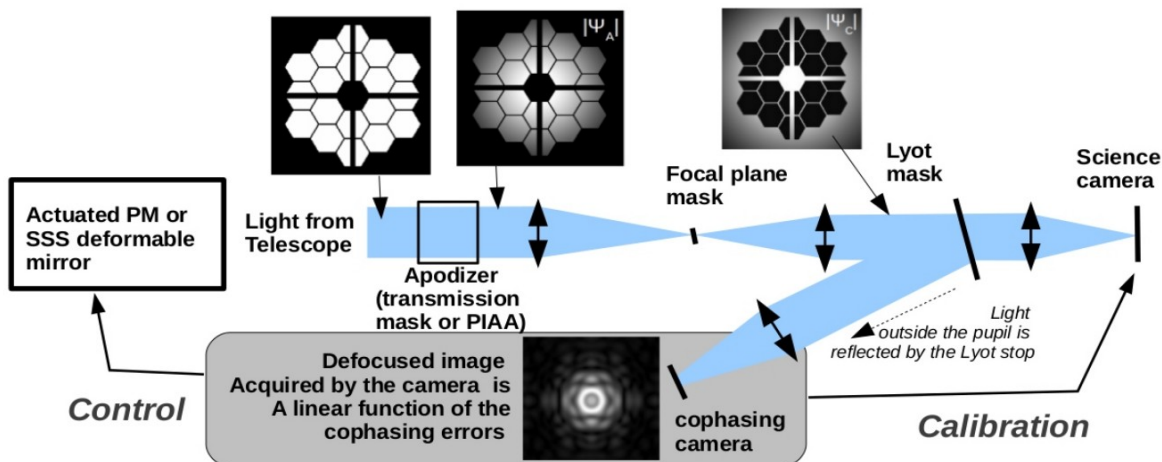 |Ψ_A|
|Ψ_C|
Actuated PM or
SSS deformable
mirror
Light from
Telescope
Apodizer
(transmission
mask or PIAA)
Focal plane
mask
Lyot
mask
Science
camera
Light
outside the pupil is
reflected by the Lyot stop
Control
Defocused image
Acquired by the camera is
A linear function of the
cophasing errors
cophasing
camera
Calibration